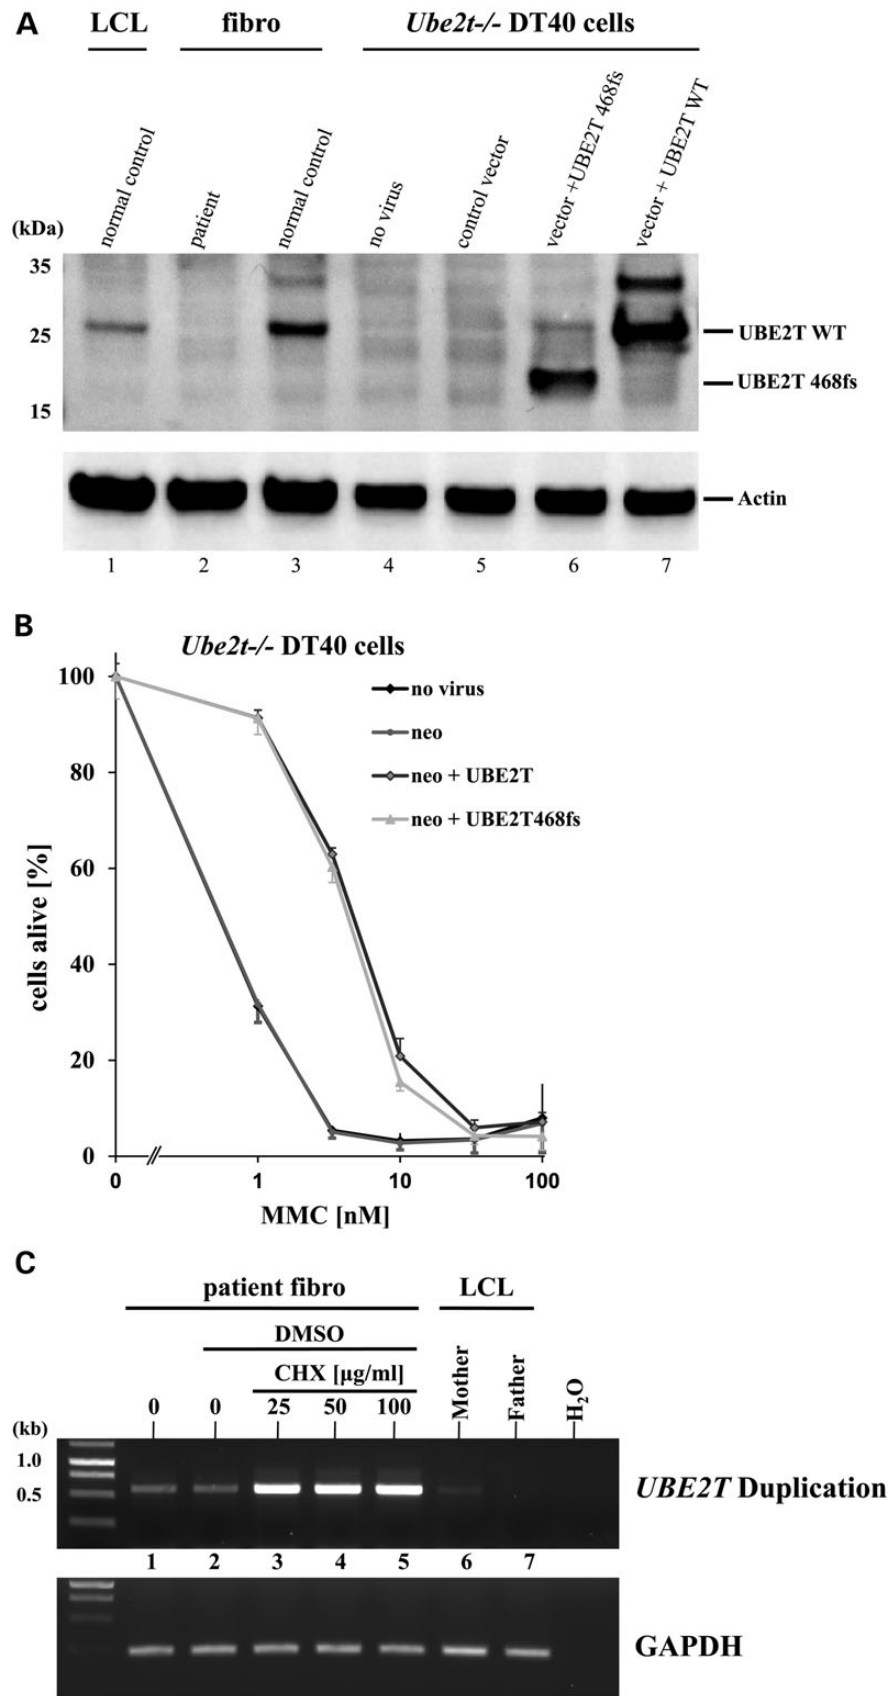 A
LCL
fibro
Ube2t-/- DT40 cells
normal control
patient
normal control
no virus
control vector
vector +UBE2T 468fs
vector + UBE2T WT
(kDa)
35
25
15
UBE2T WT
UBE2T 468fs
Actin
1 2 3 4 5 6 7
B
Ube2t-/- DT40 cells
no virus
neo
neo + UBE2T
neo + UBE2T468fs
cells alive [%]
100
80
60
40
20
0
0 1 10 100
MMC [nM]
C
patient fibro
LCL
DMSO
CHX [µg/ml]
0 0 25 50 100
Mother
Father
H₂O
(kb)
1.0
0.5
UBE2T Duplication
1 2 3 4 5 6 7
GAPDH